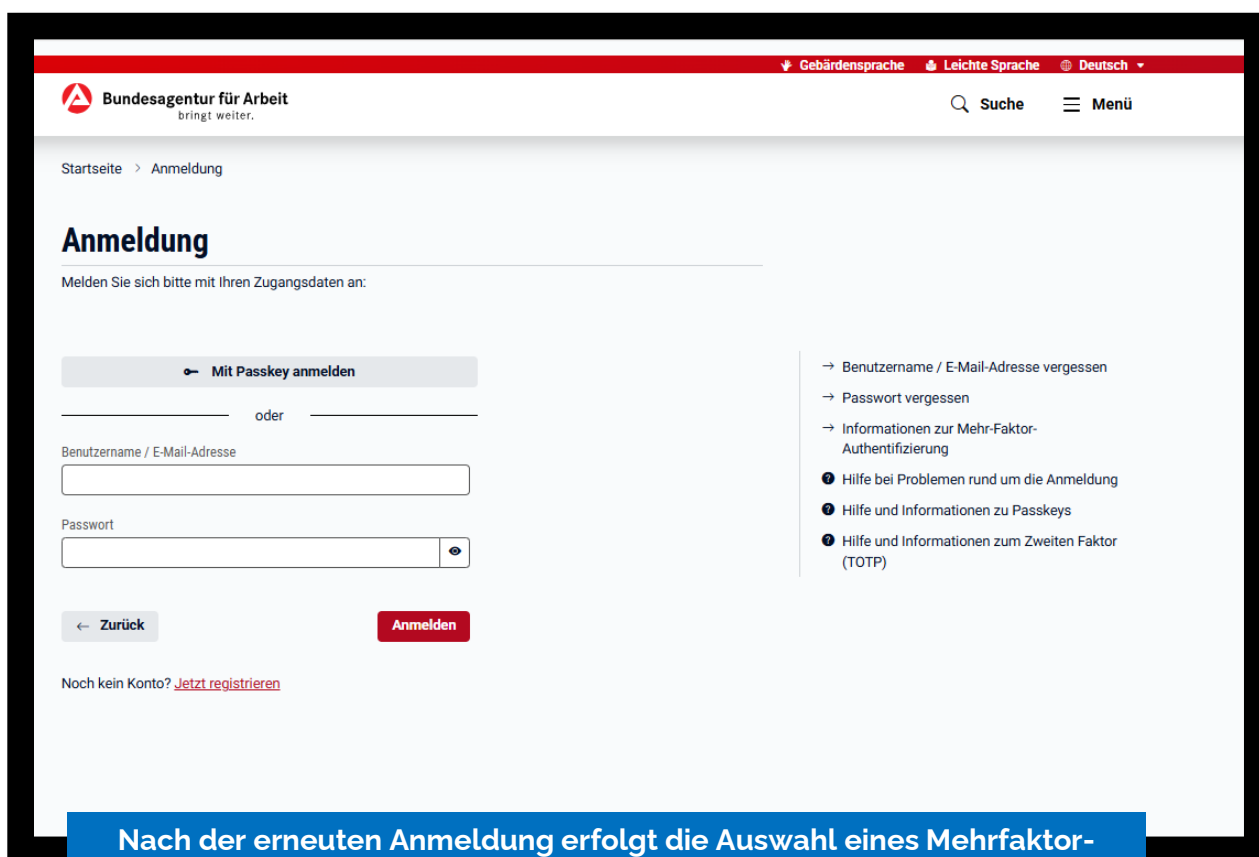 Gebärdensprache Leichte Sprache Deutsch
Bundesagentur für Arbeit
bringt weiter.
Suche Menü
Startseite > Anmeldung
Anmeldung
Melden Sie sich bitte mit Ihren Zugangsdaten an:
Mit Passkey anmelden
oder
Benutzername / E-Mail-Adresse
Passwort
← Zurück
Anmelden
Noch kein Konto? Jetzt registrieren
→ Benutzername / E-Mail-Adresse vergessen
→ Passwort vergessen
→ Informationen zur Mehr-Faktor-
Authentifizierung
Hilfe bei Problemen rund um die Anmeldung
Hilfe und Informationen zu Passkeys
Hilfe und Informationen zum Zweiten Faktor
(TOTP)
Nach der erneuten Anmeldung erfolgt die Auswahl eines Mehrfaktor-